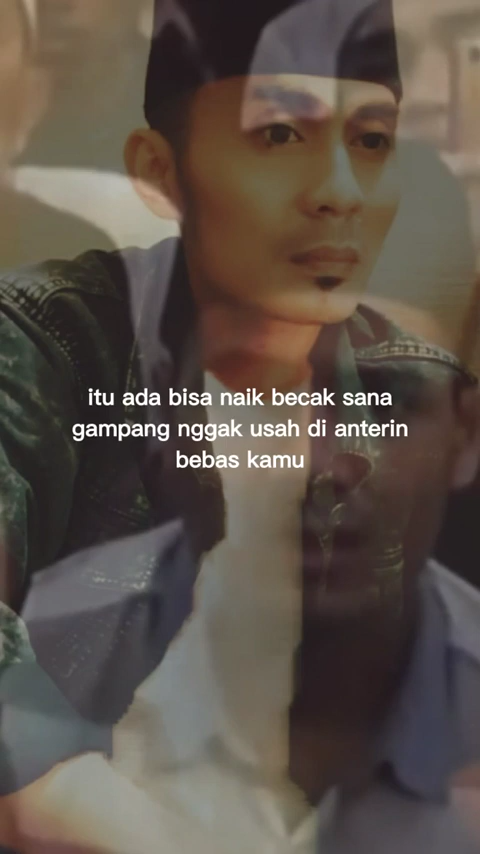 itu ada bisa naik becak sana
gampang nggak usah di anterin
bebas kamu